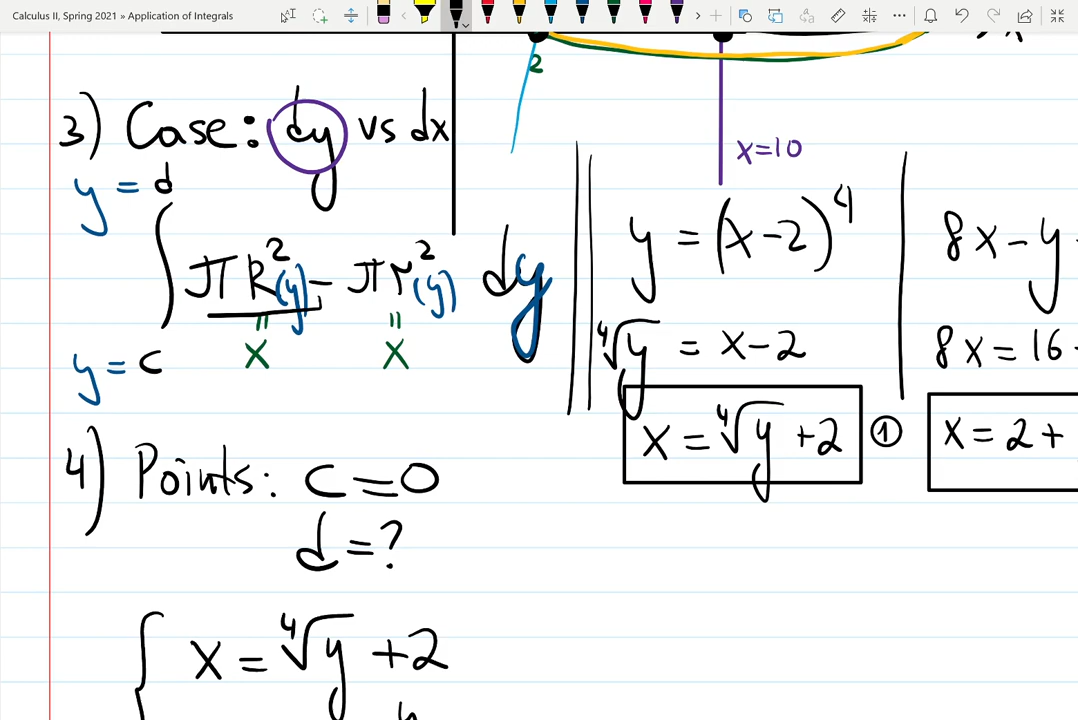 Calculus II, Spring 2021 » Application of Integrals
2
x=10
3) Case: dy vs dx
y = d
∫ πR²(y) - πr²(y) dy
y = c
= x
= x
y = (x-2)⁴
⁴√y = x-2
x = ⁴√y +2 ①
8x-y
8x = 16
x = 2 +
4) Points: c = 0
d = ?
{ x = ⁴√y +2